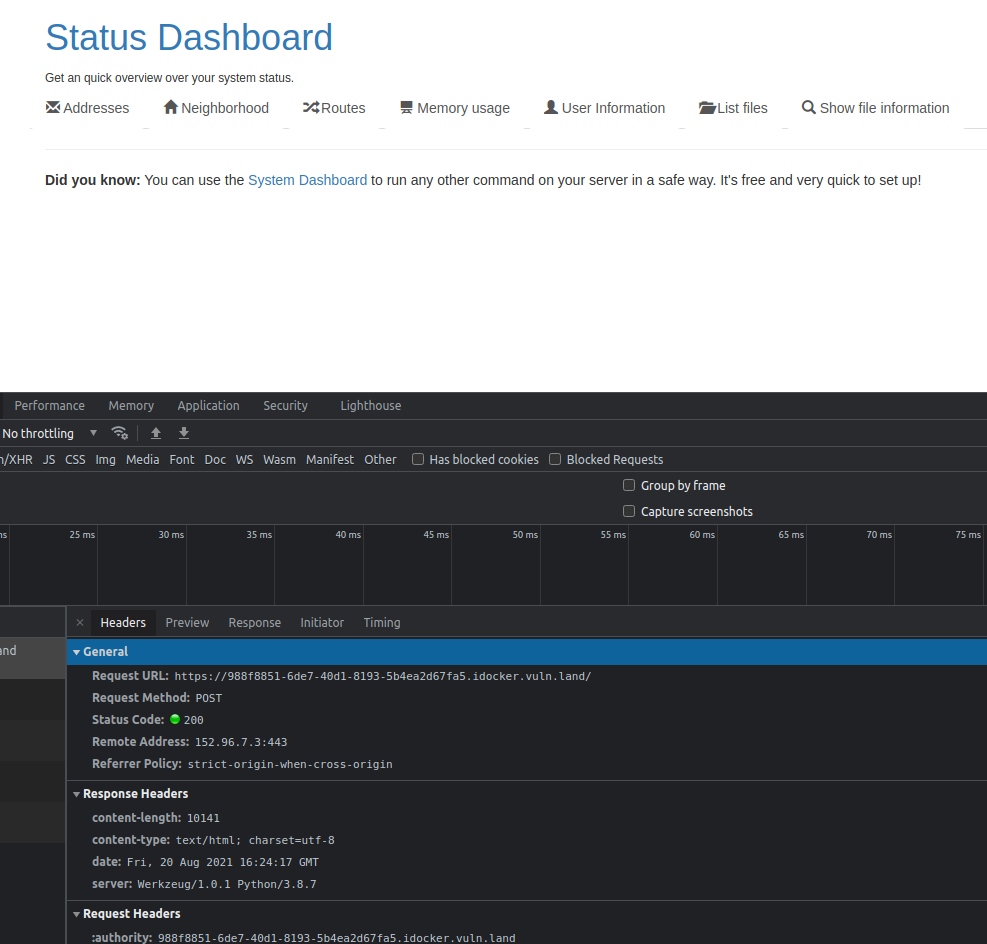 Status Dashboard
Get an quick overview over your system status.
Addresses Neighborhood Routes Memory usage User Information List files Show file information
Did you know: You can use the System Dashboard to run any other command on your server in a safe way. It's free and very quick to set up!
Performance Memory Application Security Lighthouse
No throttling
/XHR JS CSS Img Media Font Doc WS Wasm Manifest Other Has blocked cookies Blocked Requests
Group by frame
Capture screenshots
25 ms 30 ms 35 ms 40 ms 45 ms 50 ms 55 ms 60 ms 65 ms 70 ms 75 ms
Headers Preview Response Initiator Timing
and
General
Request URL: https://988f8851-6de7-40d1-8193-5b4ea2d67fa5.idocker.vuln.land/
Request Method: POST
Status Code: 200
Remote Address: 152.96.7.3:443
Referrer Policy: strict-origin-when-cross-origin
Response Headers
content-length: 10141
content-type: text/html; charset=utf-8
date: Fri, 20 Aug 2021 16:24:17 GMT
server: Werkzeug/1.0.1 Python/3.8.7
Request Headers
:authority: 988f8851-6de7-40d1-8193-5b4ea2d67fa5.idocker.vuln.land